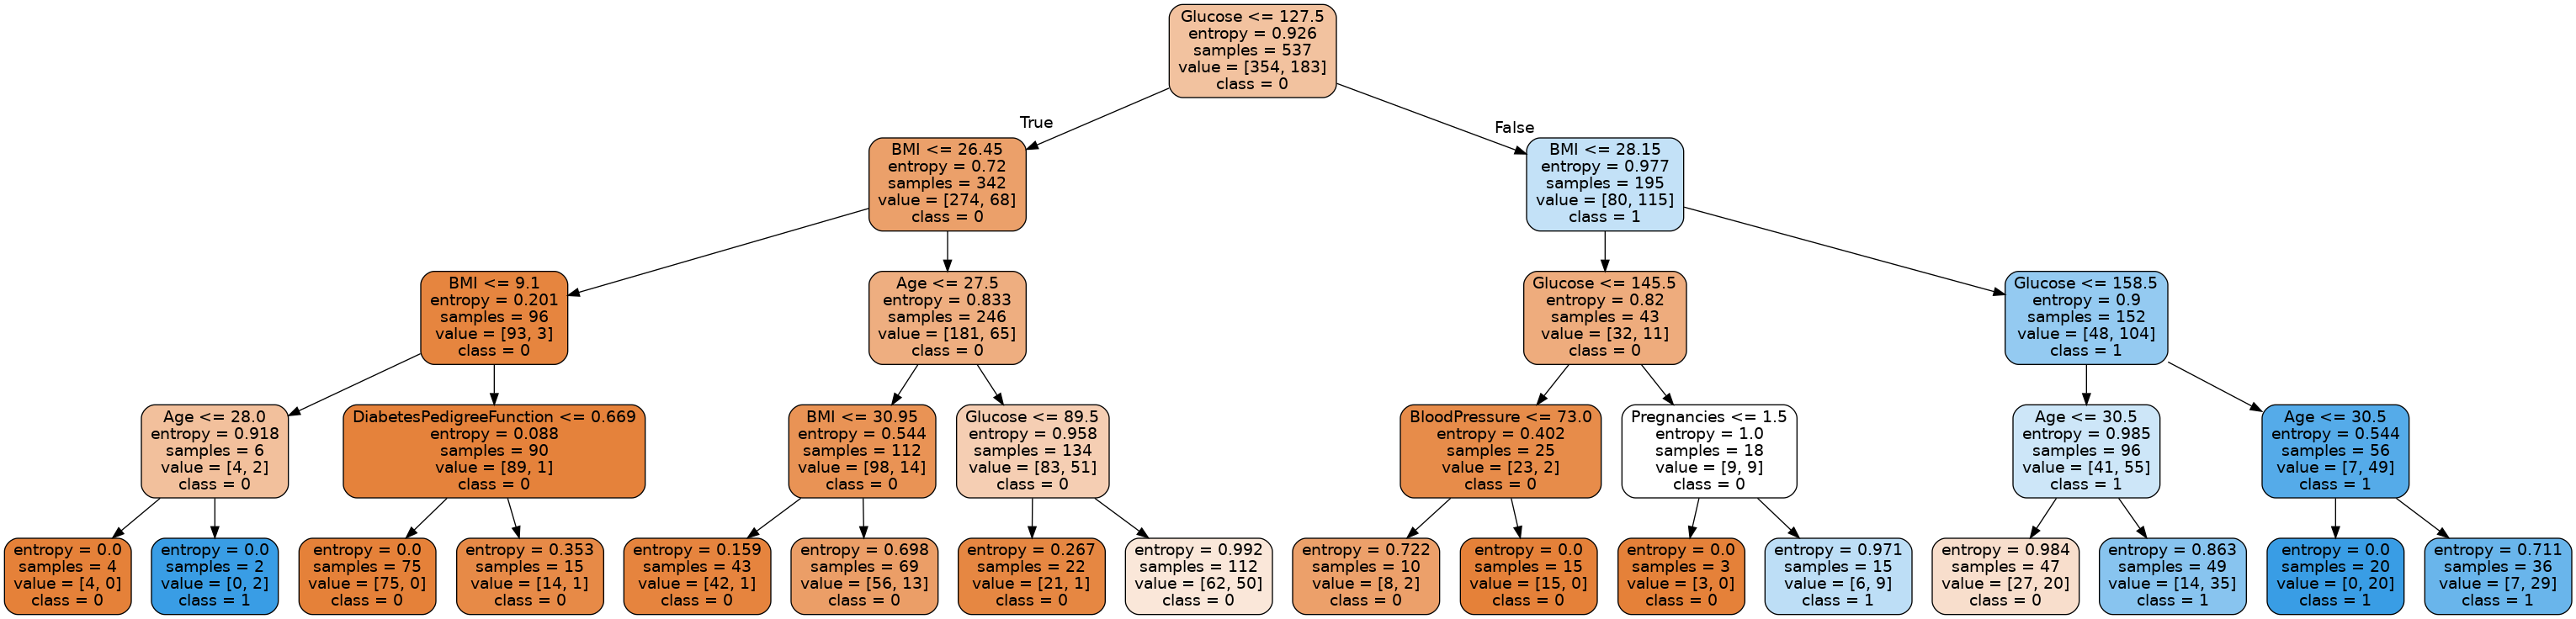 Glucose <= 127.5
entropy = 0.926
samples = 537
value = [354, 183]
class = 0
True
False
BMI <= 26.45
entropy = 0.72
samples = 342
value = [274, 68]
class = 0
BMI <= 28.15
entropy = 0.977
samples = 195
value = [80, 115]
class = 1
BMI <= 9.1
entropy = 0.201
samples = 96
value = [93, 3]
class = 0
Age <= 27.5
entropy = 0.833
samples = 246
value = [181, 65]
class = 0
Glucose <= 145.5
entropy = 0.82
samples = 43
value = [32, 11]
class = 0
Glucose <= 158.5
entropy = 0.9
samples = 152
value = [48, 104]
class = 1
Age <= 28.0
entropy = 0.918
samples = 6
value = [4, 2]
class = 0
DiabetesPedigreeFunction <= 0.669
entropy = 0.088
samples = 90
value = [89, 1]
class = 0
BMI <= 30.95
entropy = 0.544
samples = 112
value = [98, 14]
class = 0
Glucose <= 89.5
entropy = 0.958
samples = 134
value = [83, 51]
class = 0
BloodPressure <= 73.0
entropy = 0.402
samples = 25
value = [23, 2]
class = 0
Pregnancies <= 1.5
entropy = 1.0
samples = 18
value = [9, 9]
class = 0
Age <= 30.5
entropy = 0.985
samples = 96
value = [41, 55]
class = 1
Age <= 30.5
entropy = 0.544
samples = 56
value = [7, 49]
class = 1
entropy = 0.0
samples = 4
value = [4, 0]
class = 0
entropy = 0.0
samples = 2
value = [0, 2]
class = 1
entropy = 0.0
samples = 75
value = [75, 0]
class = 0
entropy = 0.353
samples = 15
value = [14, 1]
class = 0
entropy = 0.159
samples = 43
value = [42, 1]
class = 0
entropy = 0.698
samples = 69
value = [56, 13]
class = 0
entropy = 0.267
samples = 22
value = [21, 1]
class = 0
entropy = 0.992
samples = 112
value = [62, 50]
class = 0
entropy = 0.722
samples = 10
value = [8, 2]
class = 0
entropy = 0.0
samples = 15
value = [15, 0]
class = 0
entropy = 0.0
samples = 3
value = [3, 0]
class = 0
entropy = 0.971
samples = 15
value = [6, 9]
class = 1
entropy = 0.984
samples = 47
value = [27, 20]
class = 0
entropy = 0.863
samples = 49
value = [14, 35]
class = 1
entropy = 0.0
samples = 20
value = [0, 20]
class = 1
entropy = 0.711
samples = 36
value = [7, 29]
class = 1